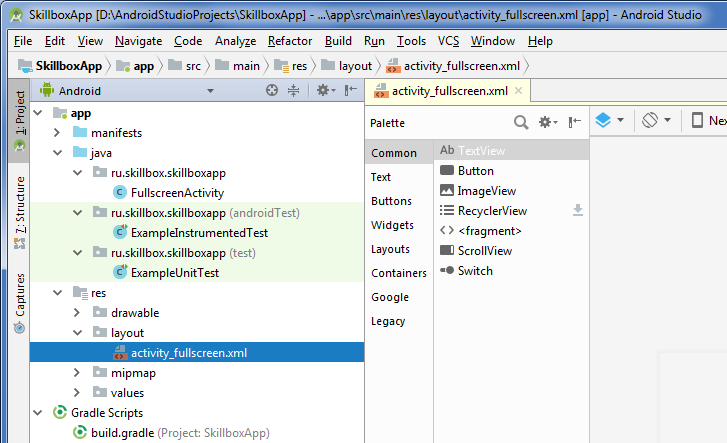 SkillboxApp [D:\AndroidStudioProjects\SkillboxApp] - ...\app\src\main\res\layout\activity_fullscreen.xml [app] - Android Studio
File Edit View Navigate Code Analyze Refactor Build Run Tools VCS Window Help
SkillboxApp app src main res layout activity_fullscreen.xml
1: Project
7: Structure
Captures
Android
app
manifests
java
ru.skillbox.skillboxapp
FullscreenActivity
ru.skillbox.skillboxapp (androidTest)
ExampleInstrumentedTest
ru.skillbox.skillboxapp (test)
ExampleUnitTest
res
drawable
layout
activity_fullscreen.xml
mipmap
values
Gradle Scripts
build.gradle (Project: SkillboxApp)
activity_fullscreen.xml
Palette
Common
Text
Buttons
Widgets
Layouts
Containers
Google
Legacy
Ab TextView
Button
ImageView
RecyclerView
<fragment>
ScrollView
Switch
Nex